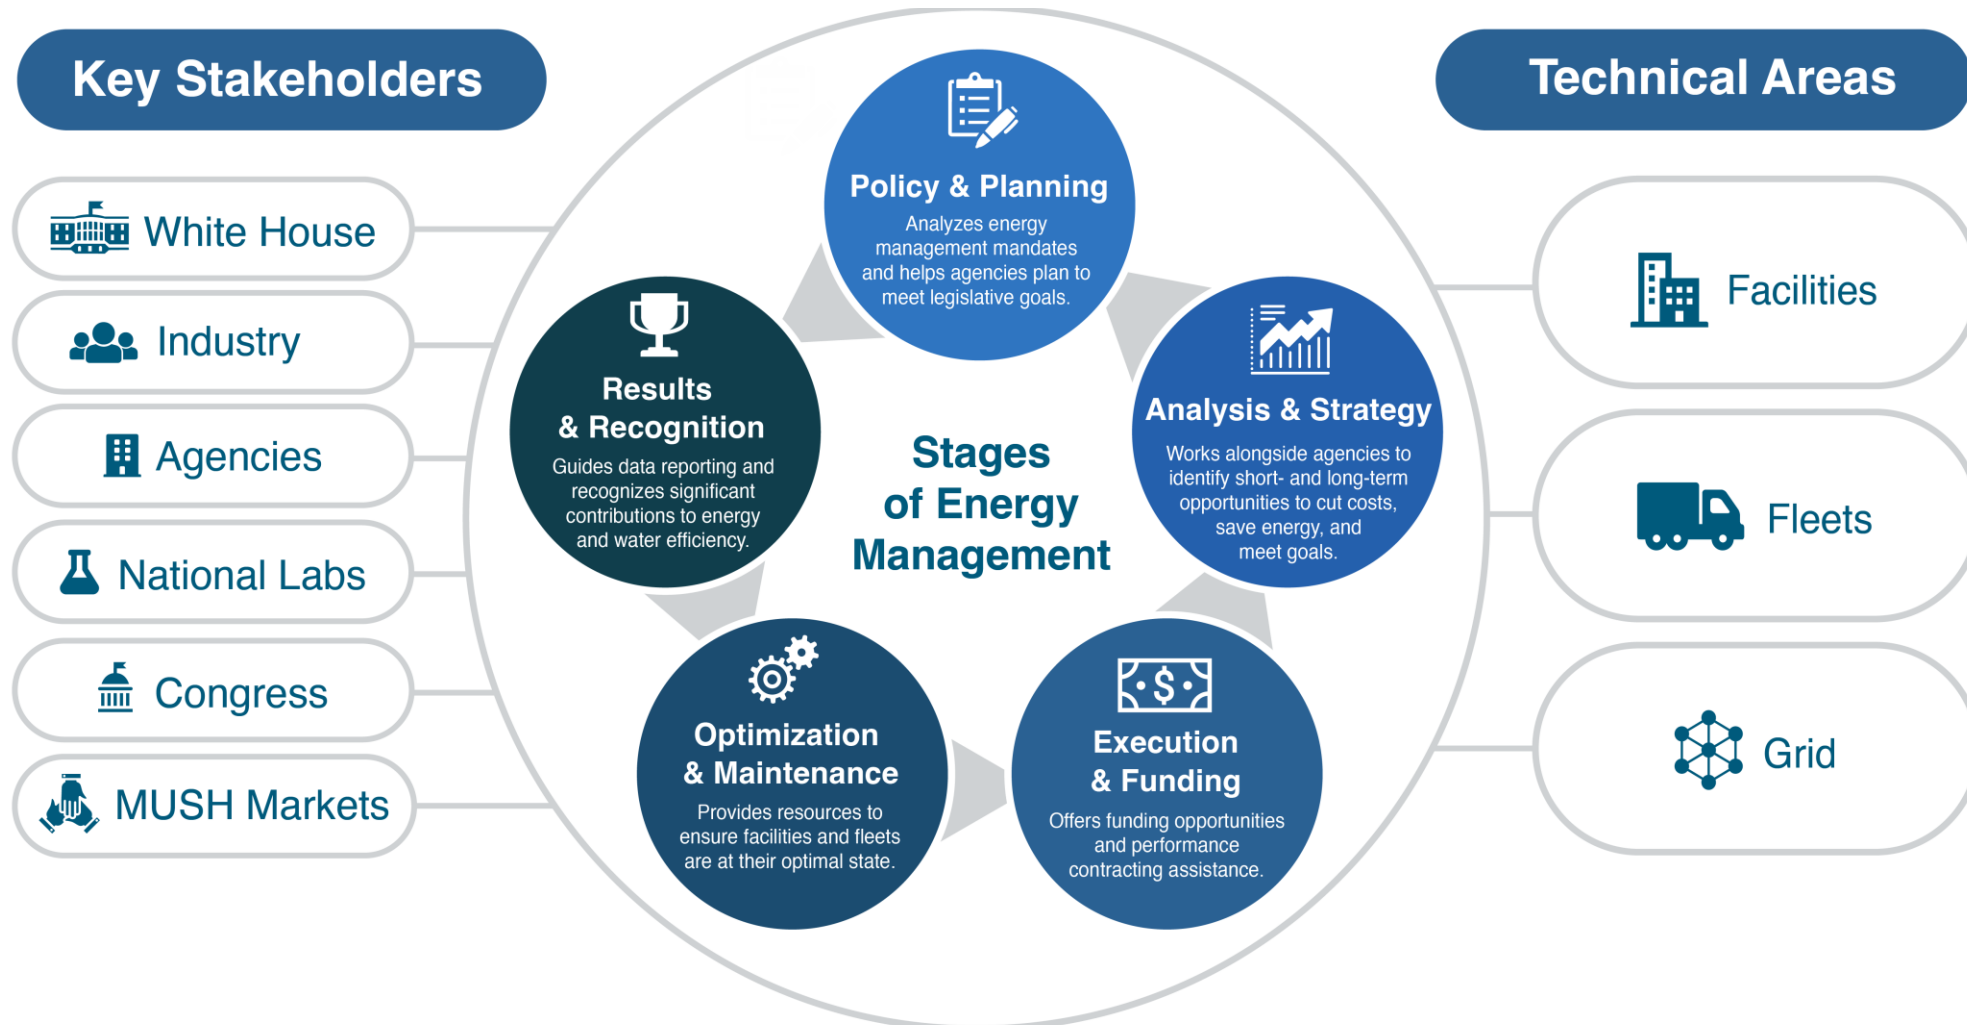 Key Stakeholders
White House
Industry
Agencies
National Labs
Congress
MUSH Markets
Policy & Planning
Analyzes energy
management mandates
and helps agencies plan to
meet legislative goals.
Analysis & Strategy
Works alongside agencies to
identify short- and long-term
opportunities to cut costs,
save energy, and
meet goals.
Execution
& Funding
Offers funding opportunities
and performance
contracting assistance.
Optimization
& Maintenance
Provides resources to
ensure facilities and fleets
are at their optimal state.
Results
& Recognition
Guides data reporting and
recognizes significant
contributions to energy
and water efficiency.
Stages
of Energy
Management
Technical Areas
Facilities
Fleets
Grid